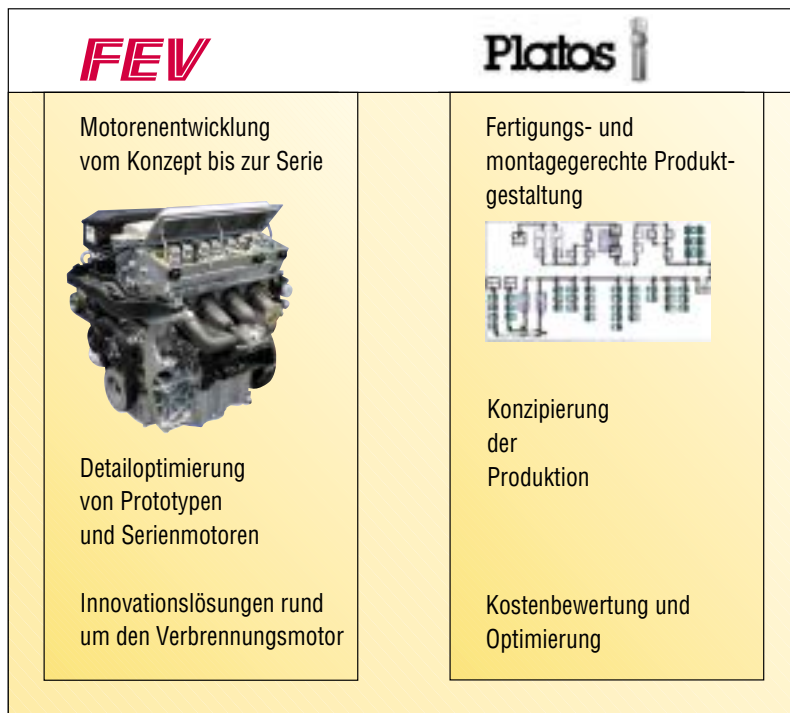 FEV
Platos
Motorenentwicklung
vom Konzept bis zur Serie
Detailoptimierung
von Prototypen
und Serienmotoren
Innovationslösungen rund
um den Verbrennungsmotor
Fertigungs- und
montagegerechte Produkt-
gestaltung
Konzipierung
der
Produktion
Kostenbewertung und
Optimierung